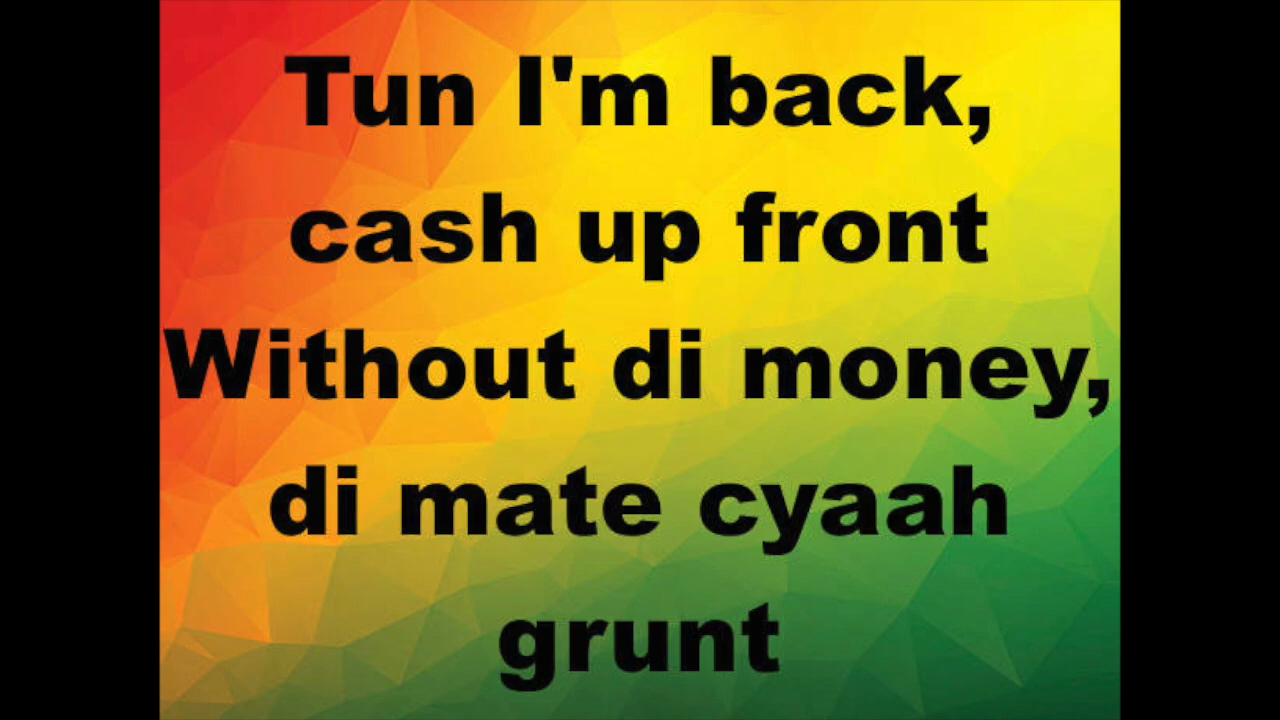 Tun I'm back,
cash up front
Without di money,
di mate cyaah
grunt